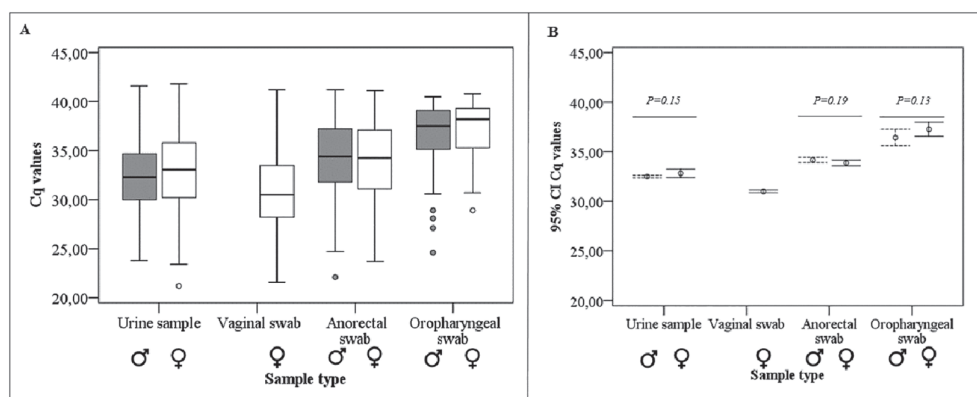 A
45,00
40,00
35,00
30,00
25,00
20,00
Cq values
Urine sample
Vaginal swab
Anorectal swab
Oropharyngeal swab
♂ ♀ ♀ ♂ ♀ ♂ ♀
Sample type
B
45,00
40,00
35,00
30,00
25,00
20,00
95% CI Cq values
P=0.15
P=0.19
P=0.13
Urine sample
Vaginal swab
Anorectal swab
Oropharyngeal swab
♂ ♀ ♀ ♂ ♀ ♂ ♀
Sample type